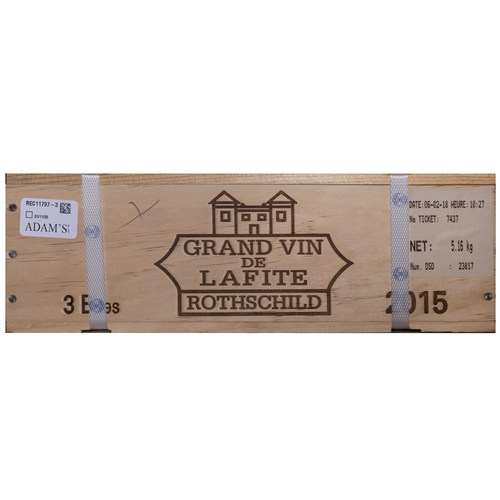 REC11797-3
ADAM'S
GRAND VIN
DE
LAFITE
ROTHSCHILD
3 B es
2015
DATE:06-02-18 HEURE:10:27
No TICKET: 7437
NET: 5.16 kg
Num. DSD : 23817